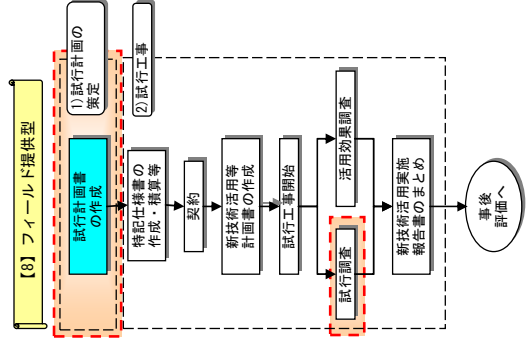 【8】フィールド提供型
1)試行計画の
策定
試行計画書
の作成
2)試行工事
特記仕様書の
作成・積算等
契約
新技術活用等
計画書の作成
試行工事開始
試行調査
活用効果調査
新技術活用実施
報告書のまとめ
事後
評価へ